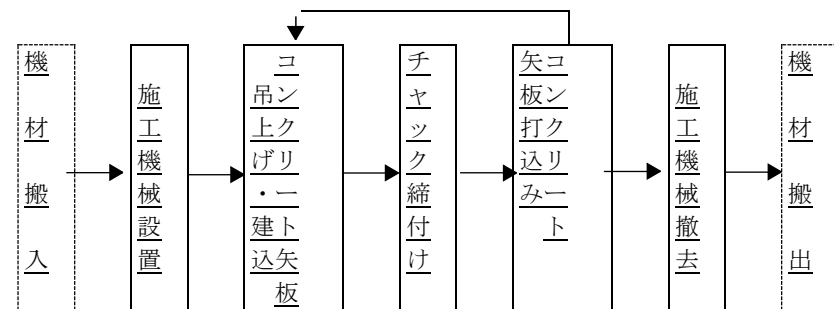 機材搬入
施工機械設置
コンクリート矢板
吊上げ・建込
チャック締付け
コンクリート
矢板打込み
施工機械撤去
機材搬出